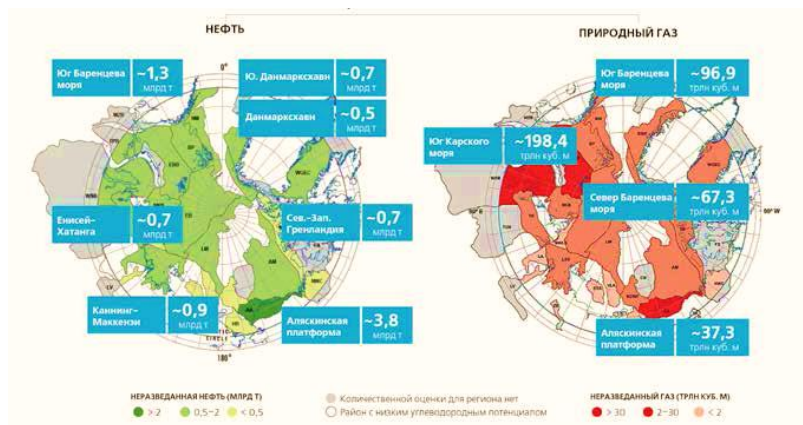 НЕФТЬ
ПРИРОДНЫЙ ГАЗ
Юг Баренцева
моря
~1,3
млрд т
0°
Ю. Данмарксхавн
~0,7
млрд т
Данмарксхавн
~0,5
млрд т
Енисей-
Хатанга
~0,7
млрд т
Сев.-Зап.
Гренландия
~0,7
млрд т
Каннинг-
Маккензи
~0,9
млрд т
Аляскинская
платформа
~3,8
млрд т
180°
Юг Баренцева
моря
~96,9
трлн куб. м
Юг Карского
моря
~198,4
трлн куб. м
Север Баренцева
моря
~67,3
трлн куб. м
90° W
Аляскинская
платформа
~37,3
трлн куб. м
НЕРАЗВЕДАННАЯ НЕФТЬ (МЛРД Т)
>2
0,5–2
< 0,5
Количественной оценки для региона нет
Район с низким углеводородным потенциалом
НЕРАЗВЕДАННЫЙ ГАЗ (ТРЛН КУБ. М)
> 30
2–30
< 2